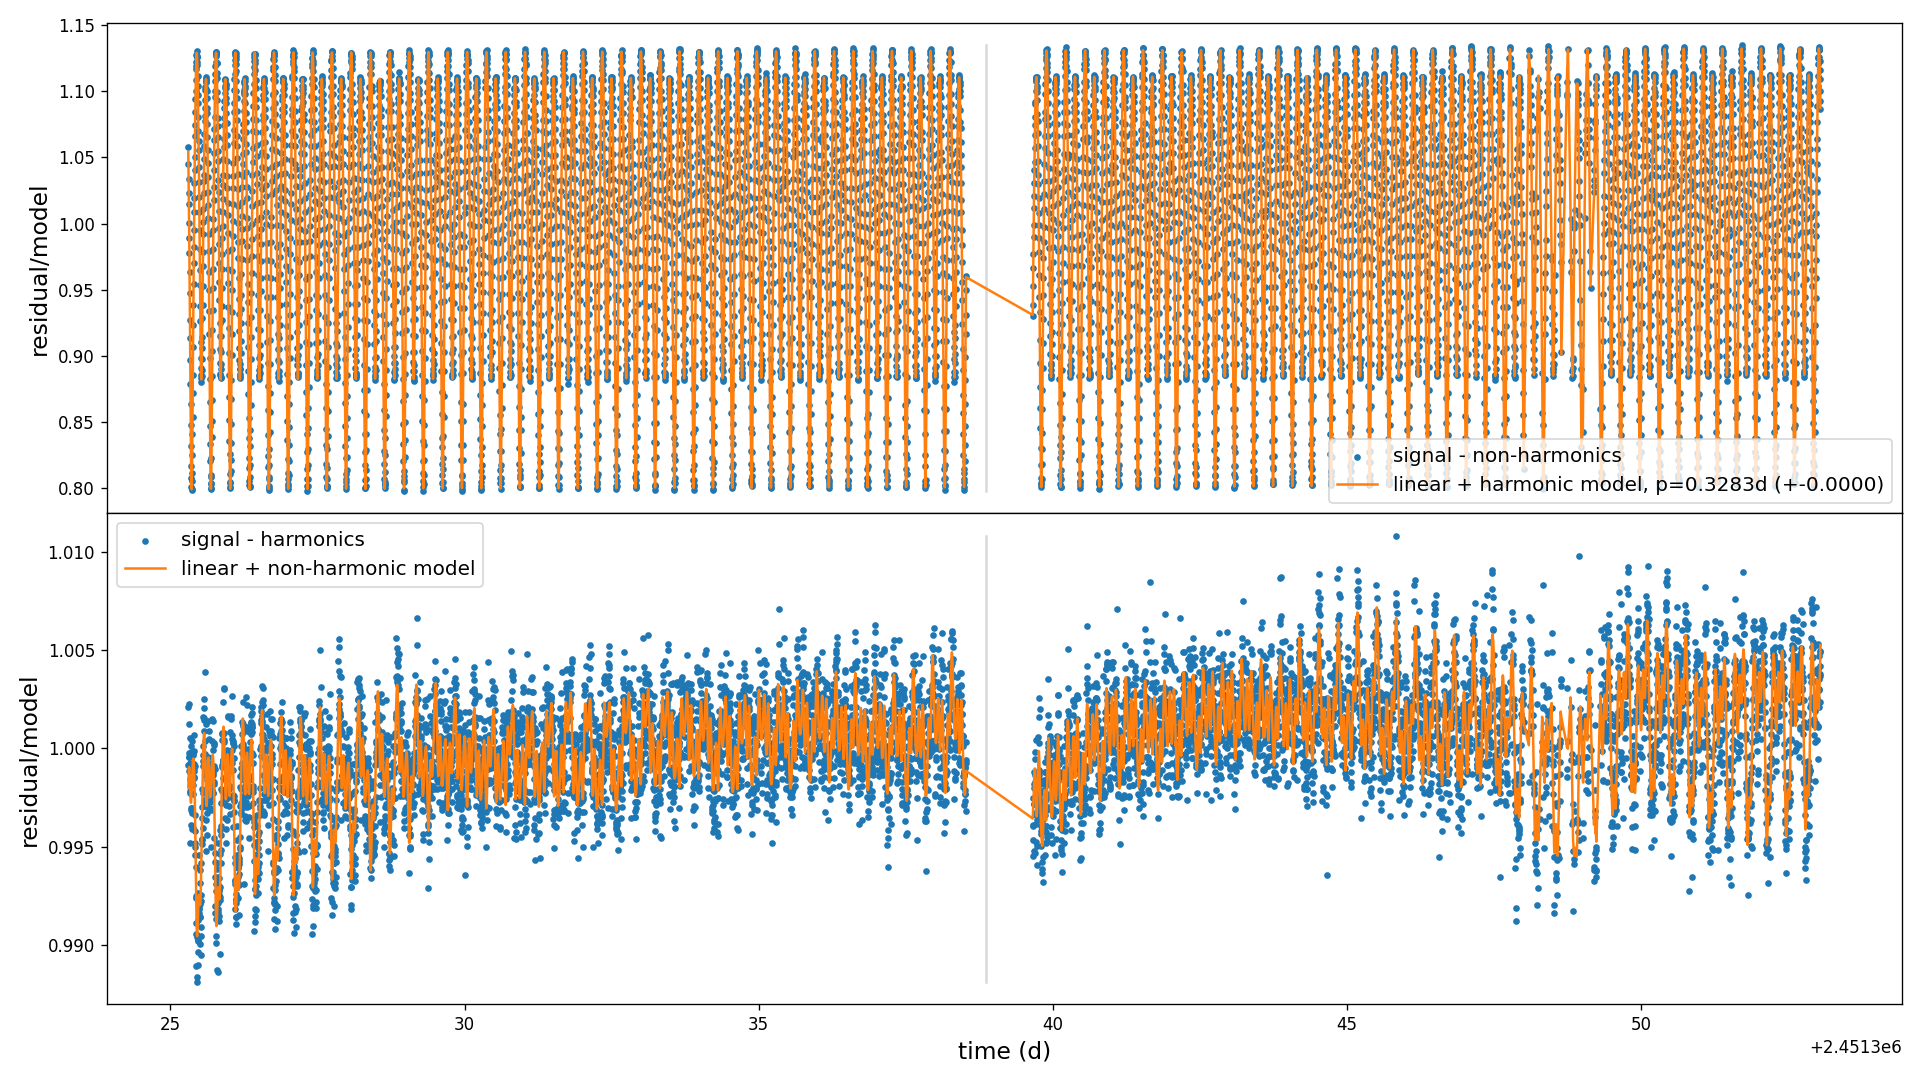 1.15
1.10
1.05
1.00
0.95
0.90
0.85
0.80
residual/model
signal - non-harmonics
linear + harmonic model, p=0.3283d (+-0.0000)
signal - harmonics
linear + non-harmonic model
1.010
1.005
1.000
0.995
0.990
residual/model
25 30 35 40 45 50
time (d)
+2.4513e6